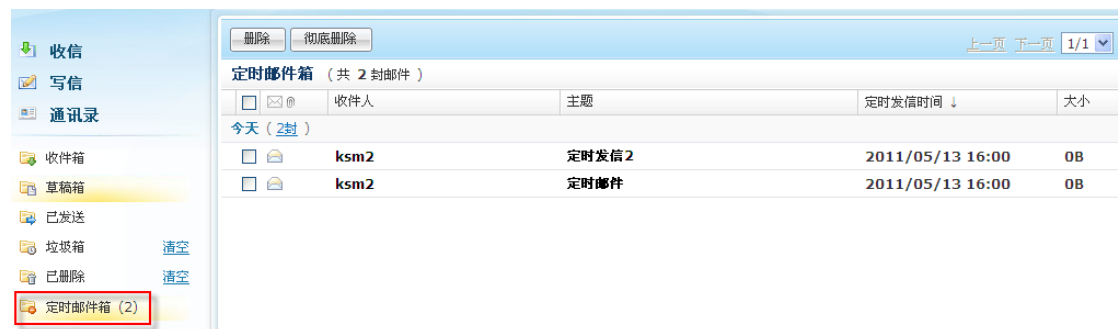 收信
写信
通讯录
收件箱
草稿箱
已发送
垃圾箱 清空
已删除 清空
定时邮件箱 (2)
删除 彻底删除 上一页 下一页 1/1
定时邮件箱 （共 2 封邮件 ）
收件人 主题 定时发信时间 ↓ 大小
今天 （ 2封 ）
ksm2 定时发信2 2011/05/13 16:00 0B
ksm2 定时邮件 2011/05/13 16:00 0B